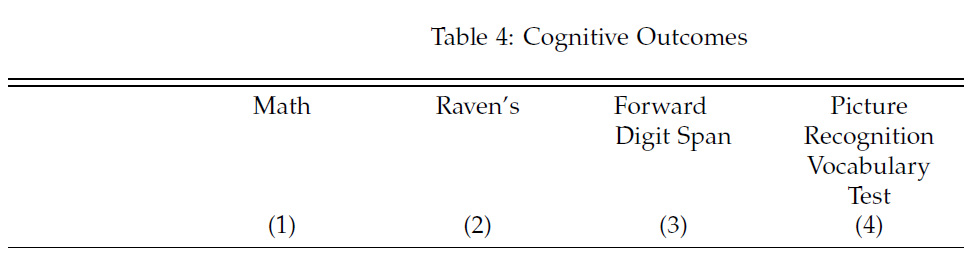 Table 4: Cognitive Outcomes
Math Raven's Forward Picture
Digit Span Recognition
Vocabulary
Test
(1) (2) (3) (4)